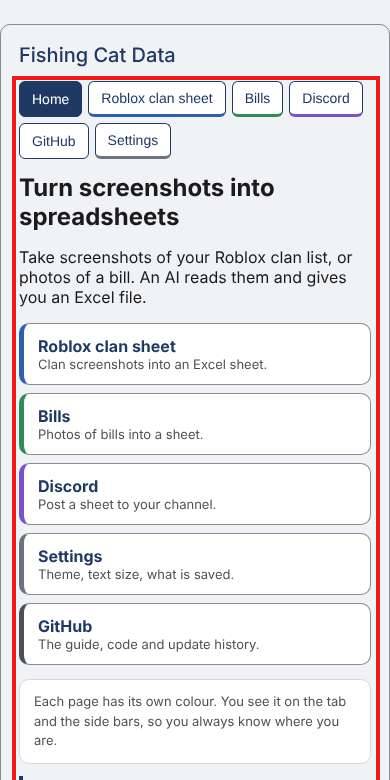 Fishing Cat Data
Home
Roblox clan sheet
Bills
Discord
GitHub
Settings
Turn screenshots into
spreadsheets
Take screenshots of your Roblox clan list, or
photos of a bill. An AI reads them and gives
you an Excel file.
Roblox clan sheet
Clan screenshots into an Excel sheet.
Bills
Photos of bills into a sheet.
Discord
Post a sheet to your channel.
Settings
Theme, text size, what is saved.
GitHub
The guide, code and update history.
Each page has its own colour. You see it on the tab
and the side bars, so you always know where you
are.